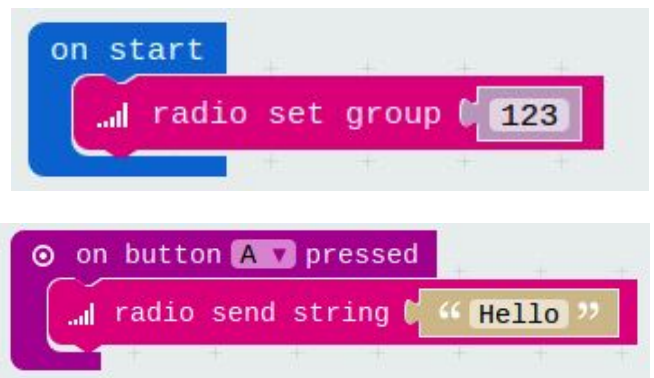 on start
radio set group 123
on button A ▼ pressed
radio send string “ Hello ”